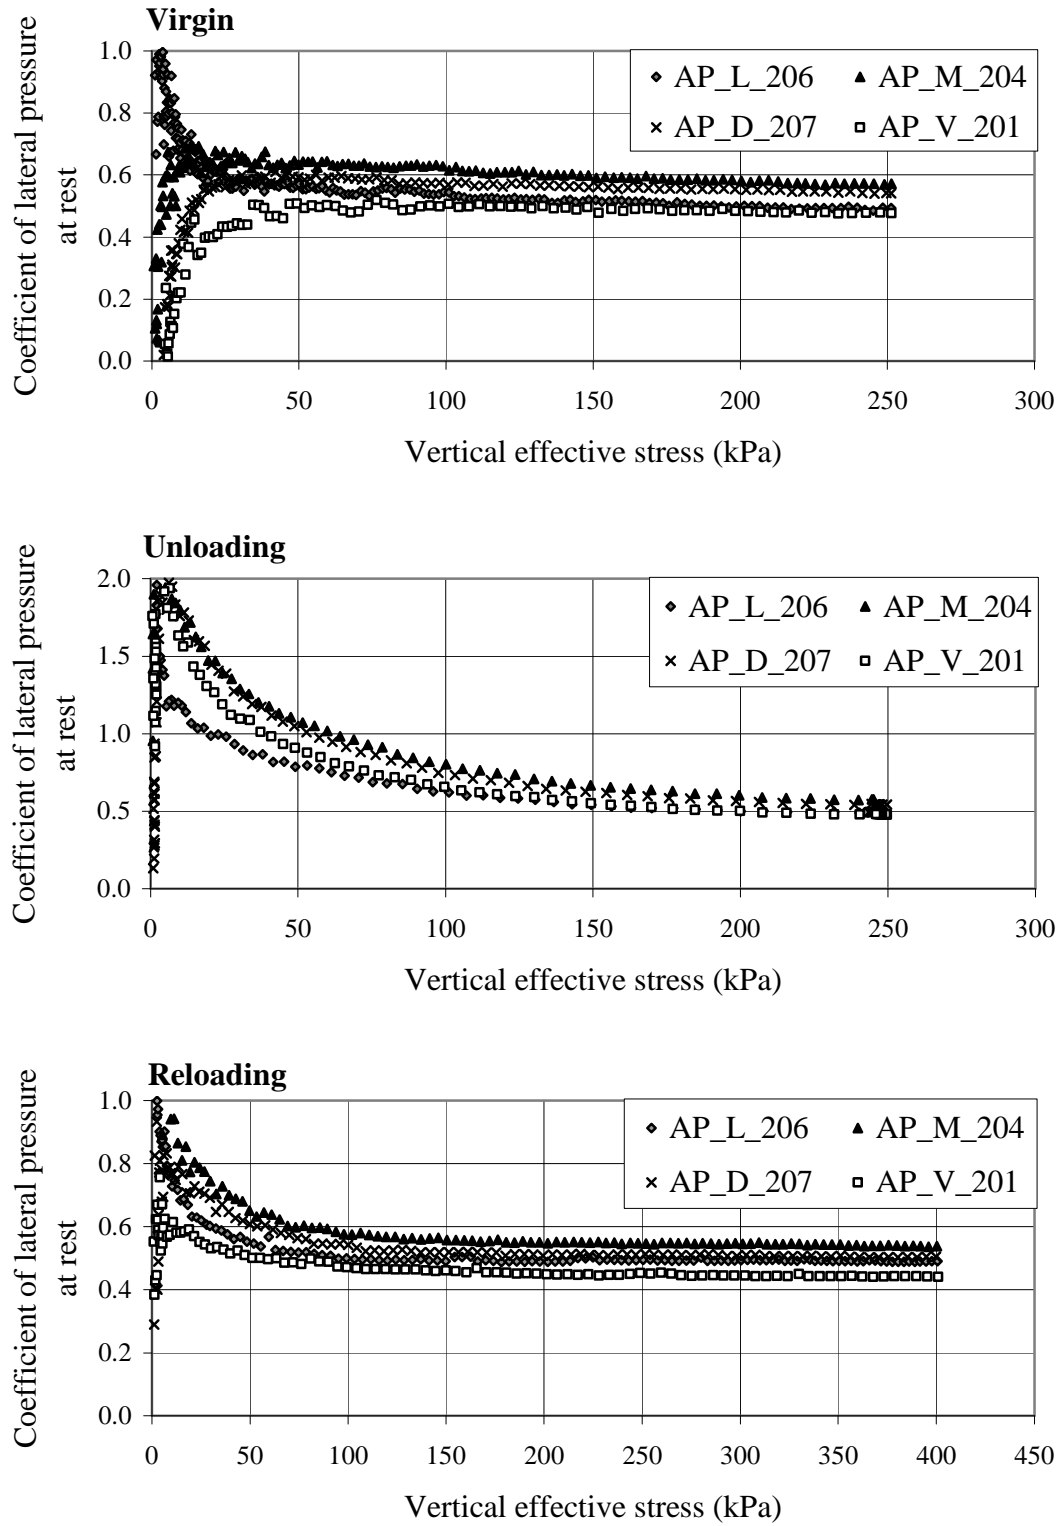 Virgin
Coefficient of lateral pressure
at rest
1.0
0.8
0.6
0.4
0.2
0.0
AP_L_206
AP_M_204
AP_D_207
AP_V_201
0 50 100 150 200 250 300
Vertical effective stress (kPa)
Unloading
Coefficient of lateral pressure
at rest
2.0
1.5
1.0
0.5
0.0
AP_L_206
AP_M_204
AP_D_207
AP_V_201
0 50 100 150 200 250 300
Vertical effective stress (kPa)
Reloading
Coefficient of lateral pressure
at rest
1.0
0.8
0.6
0.4
0.2
0.0
AP_L_206
AP_M_204
AP_D_207
AP_V_201
0 50 100 150 200 250 300 350 400 450
Vertical effective stress (kPa)